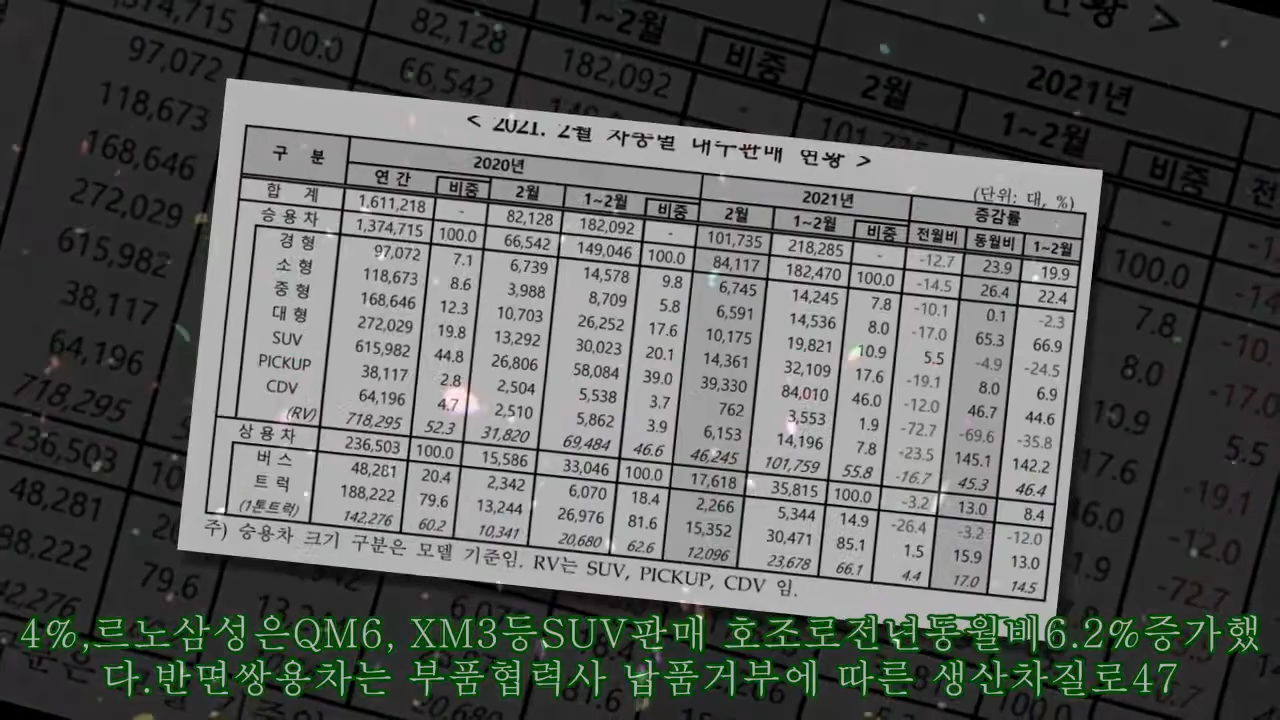 < 2021. 2월 차종별 내수판매 현황 >
(단위: 대, %)
구 분 2020년 2021년 증감률
연간 비중 2월 1~2월 비중 2월 1~2월 비중 전월비 동월비 1~2월
합 계 1,611,218 - 82,128 182,092 - 101,735 218,285 - -12.7 23.9 19.9
승용차 1,374,715 100.0 66,542 149,046 100.0 84,117 182,470 100.0 -14.5 26.4 22.4
경형 97,072 7.1 6,739 14,578 9.8 6,745 14,245 7.8 -10.1 0.1 -2.3
소형 118,673 8.6 3,988 8,709 5.8 6,591 14,536 8.0 -17.0 65.3 66.9
중형 168,646 12.3 10,703 26,252 17.6 10,175 19,821 10.9 5.5 -4.9 -24.5
대형 272,029 19.8 13,292 30,023 20.1 14,361 32,109 17.6 -19.1 8.0 6.9
SUV 615,982 44.8 26,806 58,084 39.0 39,330 84,010 46.0 -12.0 46.7 44.6
PICKUP 38,117 2.8 2,504 5,538 3.7 762 3,553 1.9 -72.7 -69.6 -35.8
CDV 64,196 4.7 2,510 5,862 3.9 6,153 14,196 7.8 -23.5 145.1 142.2
(RV) 718,295 52.3 31,820 69,484 46.6 46,245 101,759 55.8 -16.7 45.3 46.4
상용차 236,503 100.0 15,586 33,046 100.0 17,618 35,815 100.0 -3.2 13.0 8.4
버스 48,281 20.4 2,342 6,070 18.4 2,266 5,344 14.9 -26.4 -3.2 -12.0
트럭 188,222 79.6 13,244 26,976 81.6 15,352 30,471 85.1 1.5 15.9 13.0
(1톤트럭) 142,276 60.2 10,341 20,680 62.6 12,096 23,678 66.1 4.4 17.0 14.5
주) 승용차 크기 구분은 모델 기준임. RV는 SUV, PICKUP, CDV 임.
4%,르노삼성은QM6, XM3등SUV판매 호조로전년동월비6.2%증가했
다.반면쌍용차는 부품협력사 납품거부에 따른 생산차질로47